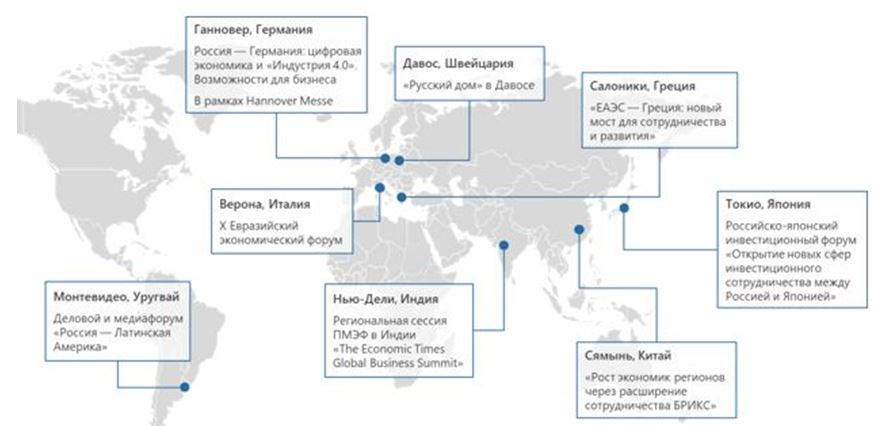 Ганновер, Германия
Россия — Германия: цифровая
экономика и «Индустрия 4.0».
Возможности для бизнеса
В рамках Hannover Messe
Давос, Швейцария
«Русский дом» в Давосе
Салоники, Греция
«ЕАЭС — Греция: новый
мост для сотрудничества
и развития»
Верона, Италия
X Евразийский
экономический форум
Токио, Япония
Российско-японский
инвестиционный форум
«Открытие новых сфер
инвестиционного
сотрудничества между
Россией и Японией»
Монтевидео, Уругвай
Деловой и медиафорум
«Россия — Латинская
Америка»
Нью-Дели, Индия
Региональная сессия
ПМЭФ в Индии
«The Economic Times
Global Business Summit»
Сямынь, Китай
«Рост экономик регионов
через расширение
сотрудничества БРИКС»